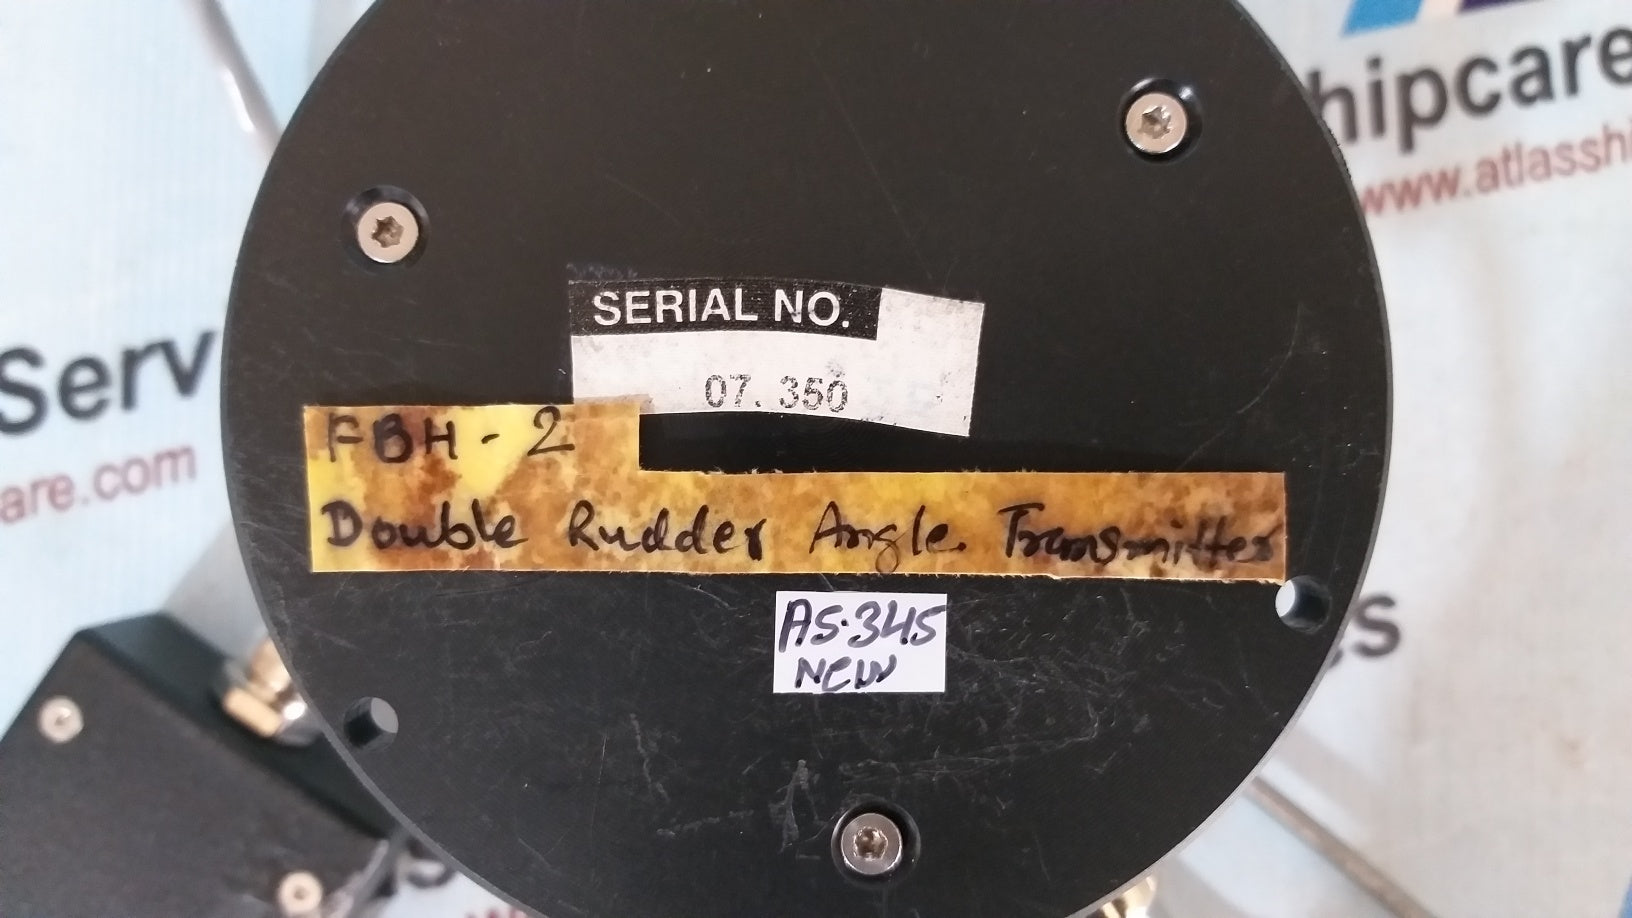 hipcare
www.atlasshi
Serv
are.com
SERIAL NO.
07. 350
FBH - 2
Double Rudder Angle Transmitter
AS-345
NEW
es